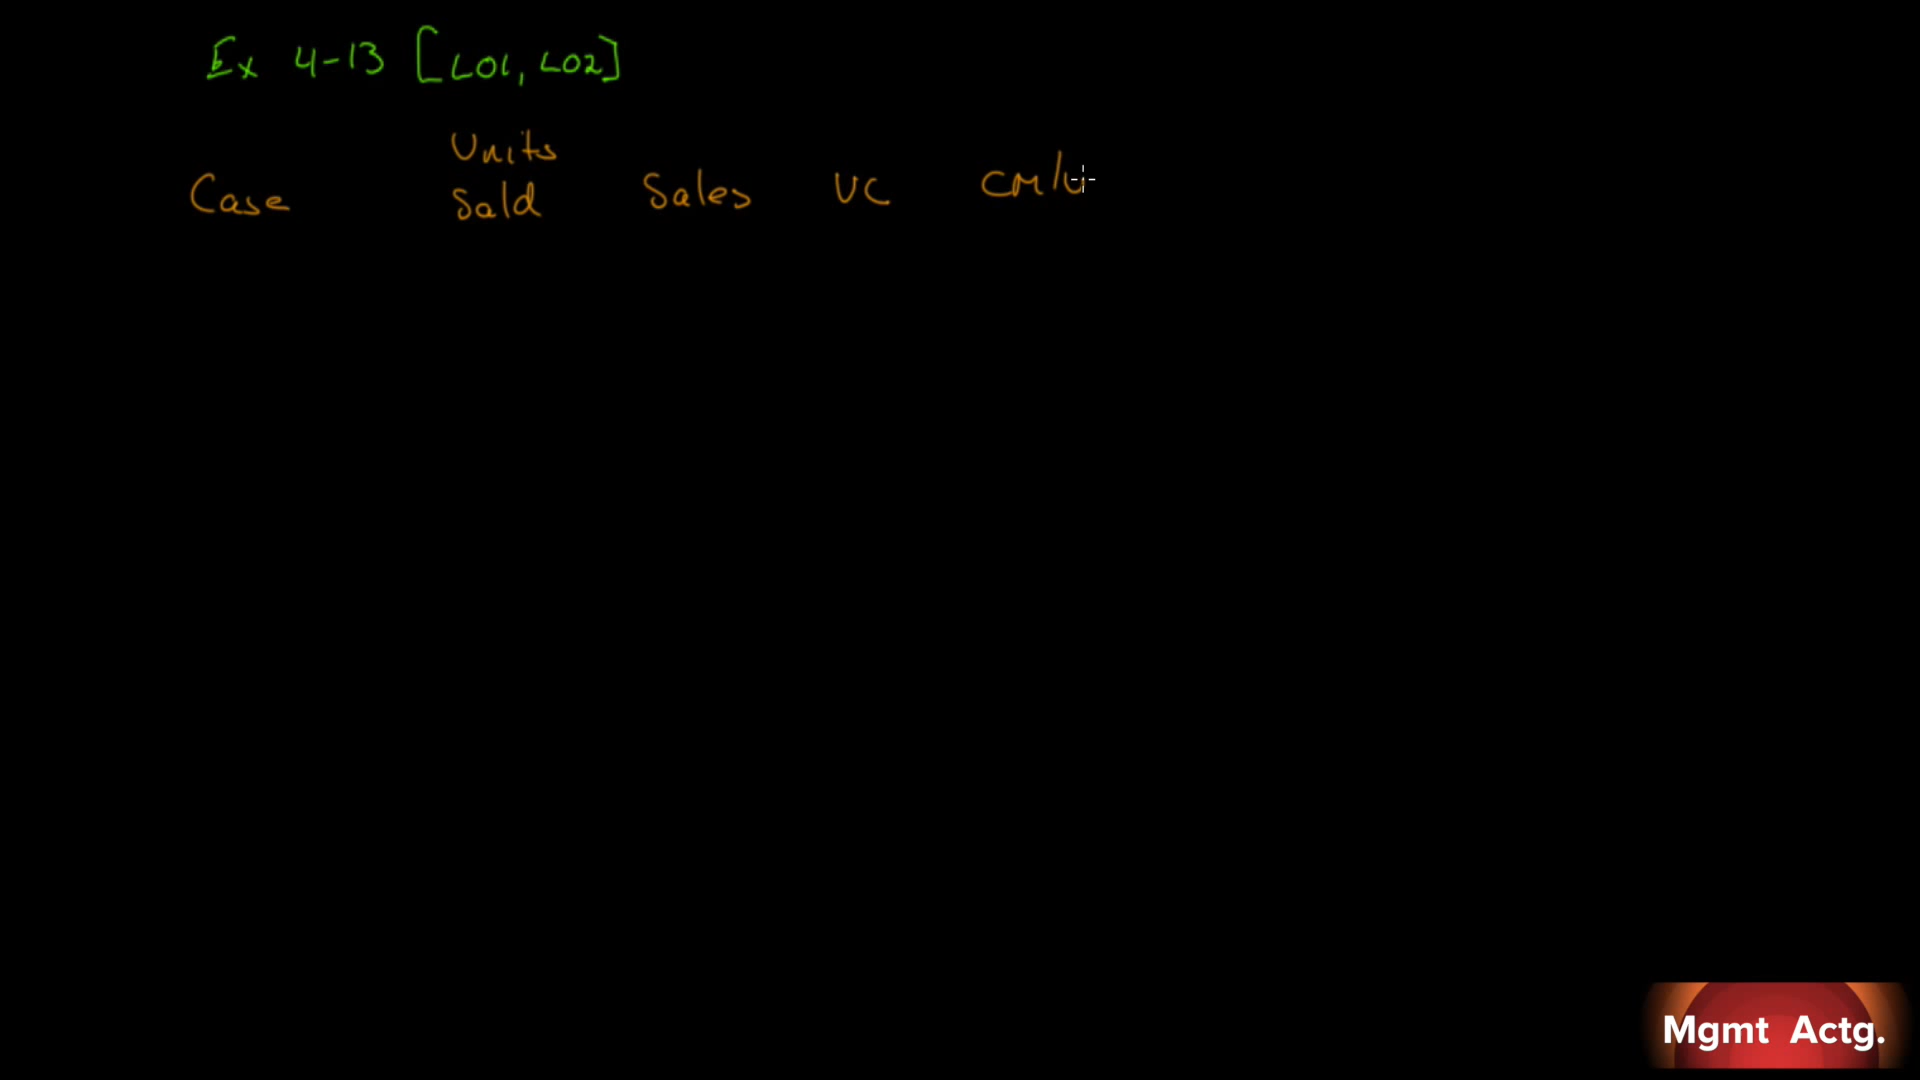 Ex 4-13 [LO1, LO2]
Units
Case Sold Sales VC CM/u
Mgmt Actg.